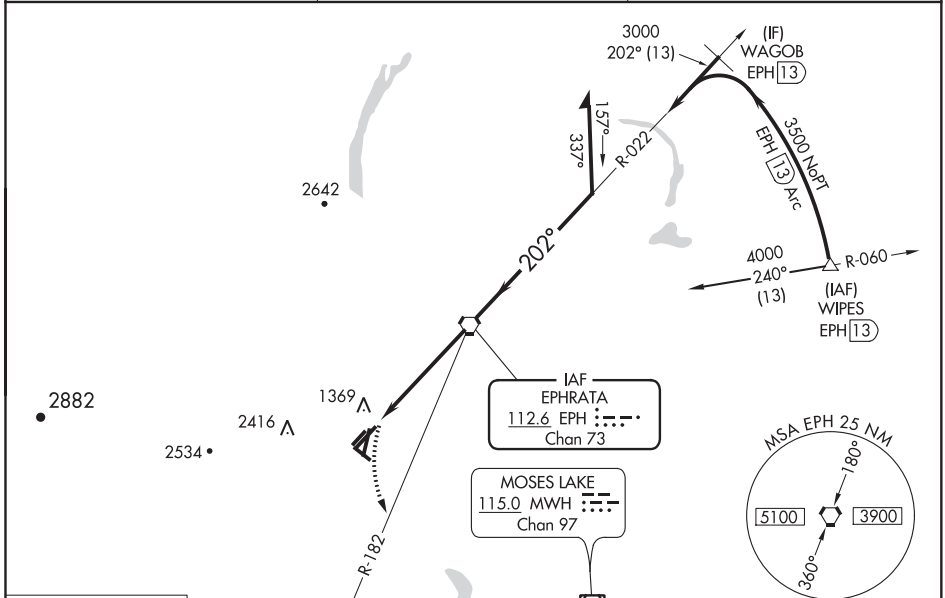 3000
202° (13)
(IF)
WAGOB
EPH 13
157°
337°
R-022
3500 NoPT
EPH 13 Arc
2642
202°
4000
240°
(13)
R-060
(IAF)
WIPES
EPH 13
IAF
EPHRATA
112.6 EPH
Chan 73
2882
2416
1369
2534
MOSES LAKE
115.0 MWH
Chan 97
R-182
MSA EPH 25 NM
180°
5100
3900
360°